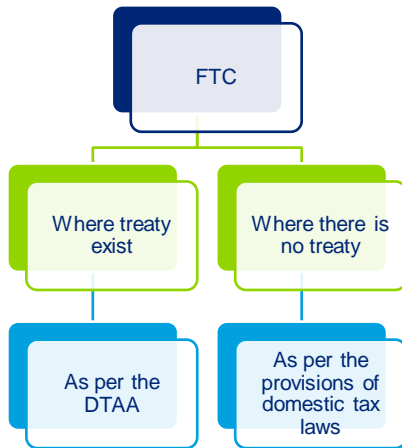 FTC
Where treaty
exist
Where there is
no treaty
As per the
DTAA
As per the
provisions of
domestic tax
laws